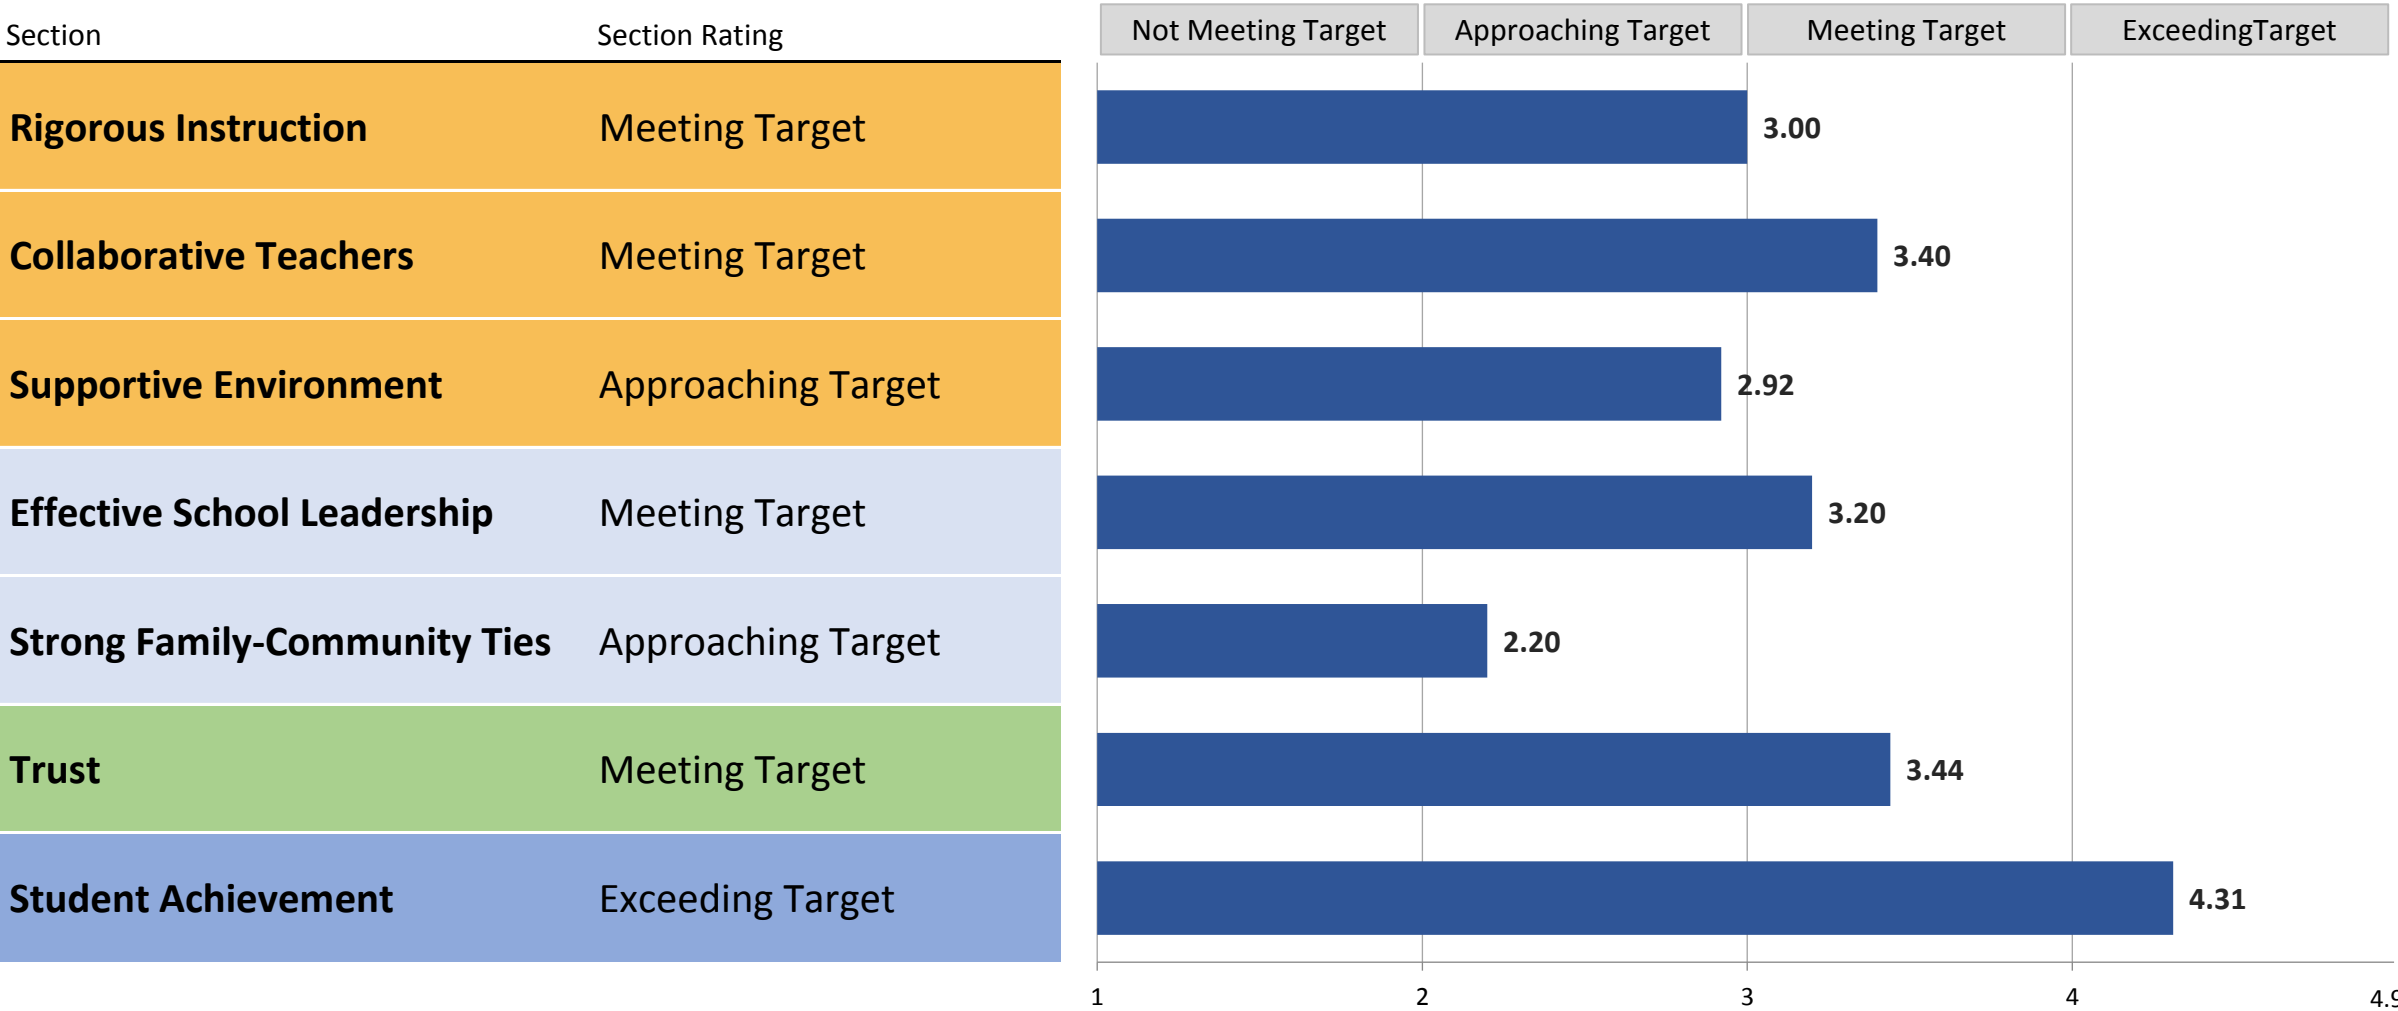 Section Section Rating Not Meeting Target Approaching Target Meeting Target ExceedingTarget
Rigorous Instruction Meeting Target 3.00
Collaborative Teachers Meeting Target 3.40
Supportive Environment Approaching Target 2.92
Effective School Leadership Meeting Target 3.20
Strong Family-Community Ties Approaching Target 2.20
Trust Meeting Target 3.44
Student Achievement Exceeding Target 4.31
1 2 3 4